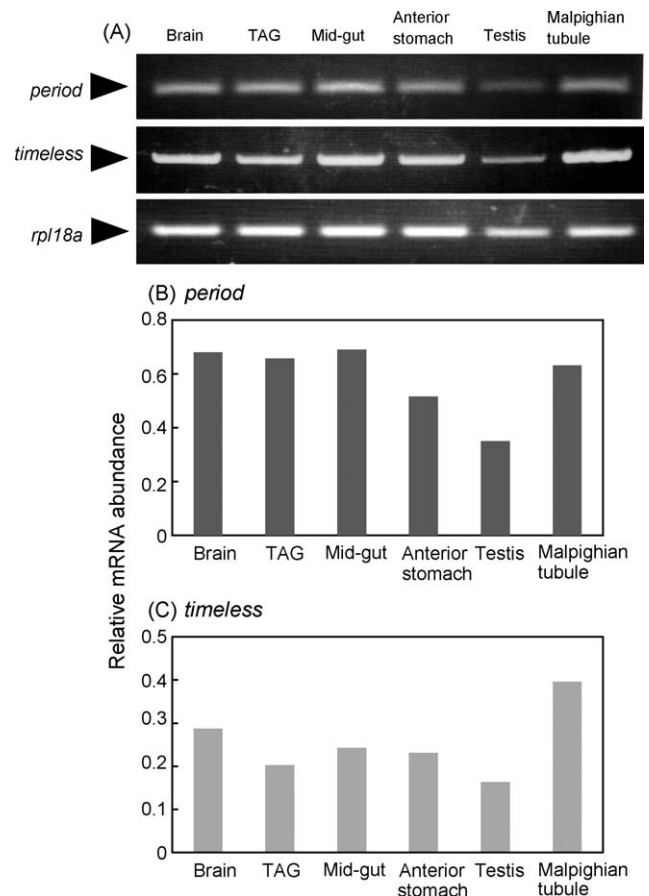 (A)
Brain TAG Mid-gut Anterior stomach Testis Malpighian tubule
period
timeless
rpl18a
(B) period
Relative mRNA abundance
0.8
0.6
0.4
0.2
0
Brain TAG Mid-gut Anterior stomach Testis Malpighian tubule
(C) timeless
0.5
0.4
0.3
0.2
0.1
0
Brain TAG Mid-gut Anterior stomach Testis Malpighian tubule